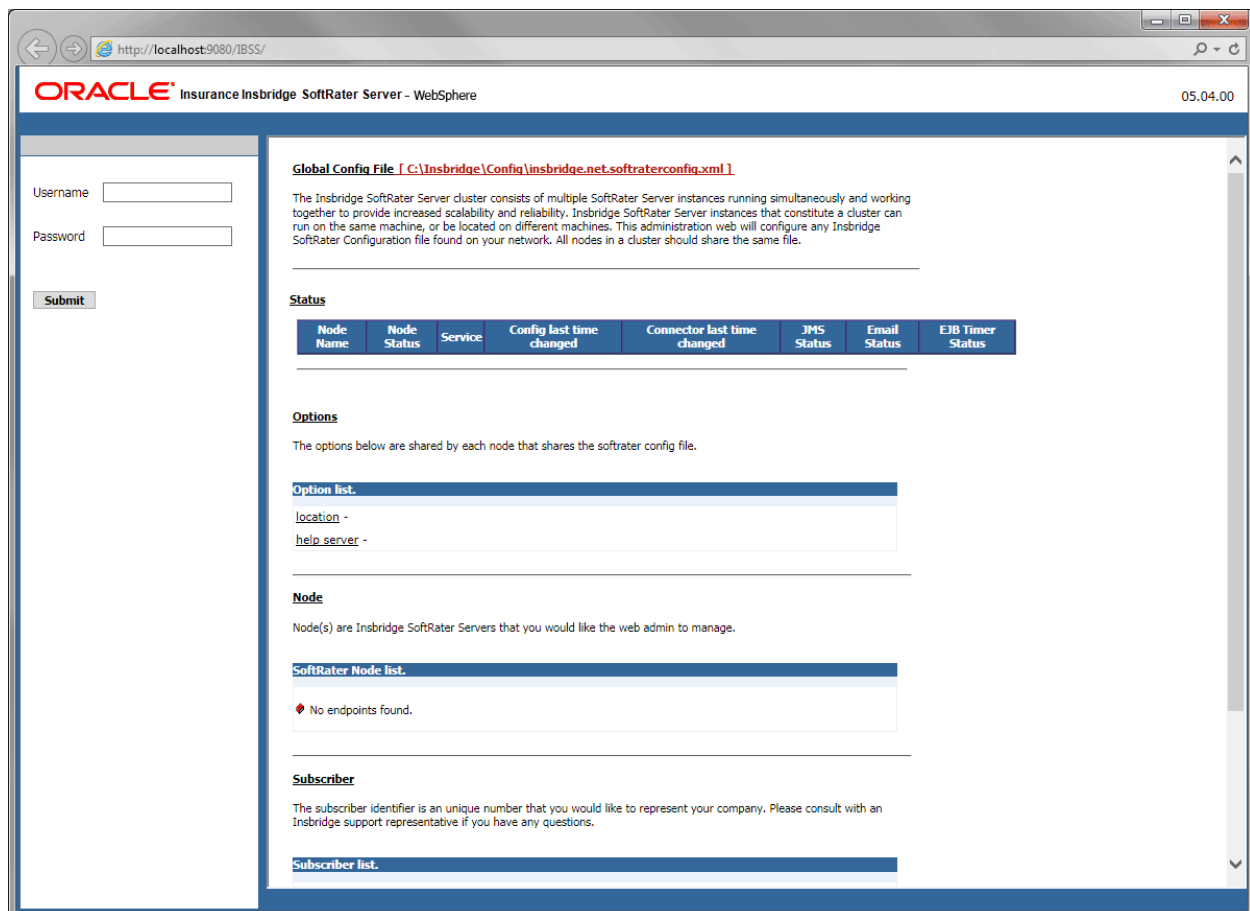 http://localhost:9080/IBSS/
ORACLE Insurance Insbridge SoftRater Server - WebSphere
05.04.00
Username
Password
Submit
Global Config File [ C:\Insbridge\Config\insbridge.net.softraterconfig.xml ]
The Insbridge SoftRater Server cluster consists of multiple SoftRater Server instances running simultaneously and working
together to provide increased scalability and reliability. Insbridge SoftRater Server instances that constitute a cluster can
run on the same machine, or be located on different machines. This administration web will configure any Insbridge
SoftRater Configuration file found on your network. All nodes in a cluster should share the same file.
Status
Node Name Node Status Service Config last time changed Connector last time changed JMS Status Email Status EJB Timer Status
Options
The options below are shared by each node that shares the softrater config file.
Option list.
location -
help server -
Node
Node(s) are Insbridge SoftRater Servers that you would like the web admin to manage.
SoftRater Node list.
No endpoints found.
Subscriber
The subscriber identifier is an unique number that you would like to represent your company. Please consult with an
Insbridge support representative if you have any questions.
Subscriber list.